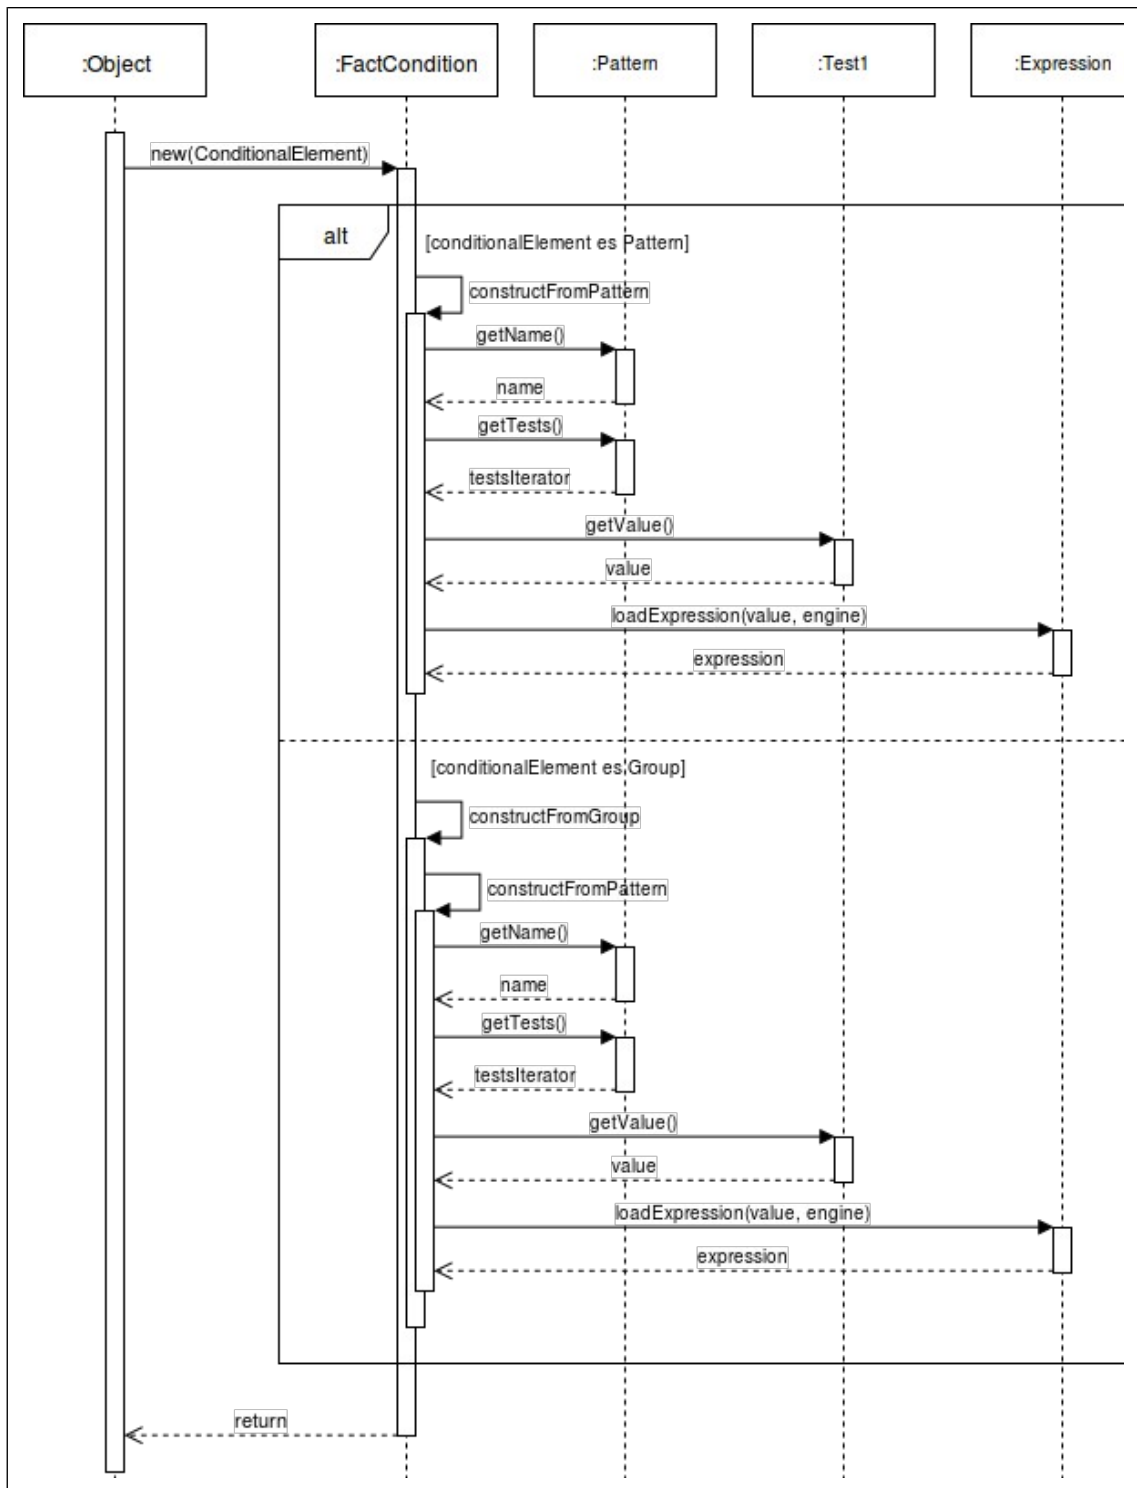 :Object
:FactCondition
:Pattern
:Test1
:Expression
new(ConditionalElement)
alt
[conditionalElement es Pattern]
constructFromPattern
getName()
name
getTests()
testsIterator
getValue()
value
loadExpression(value, engine)
expression
[conditionalElement es Group]
constructFromGroup
constructFromPattern
getName()
name
getTests()
testsIterator
getValue()
value
loadExpression(value, engine)
expression
return